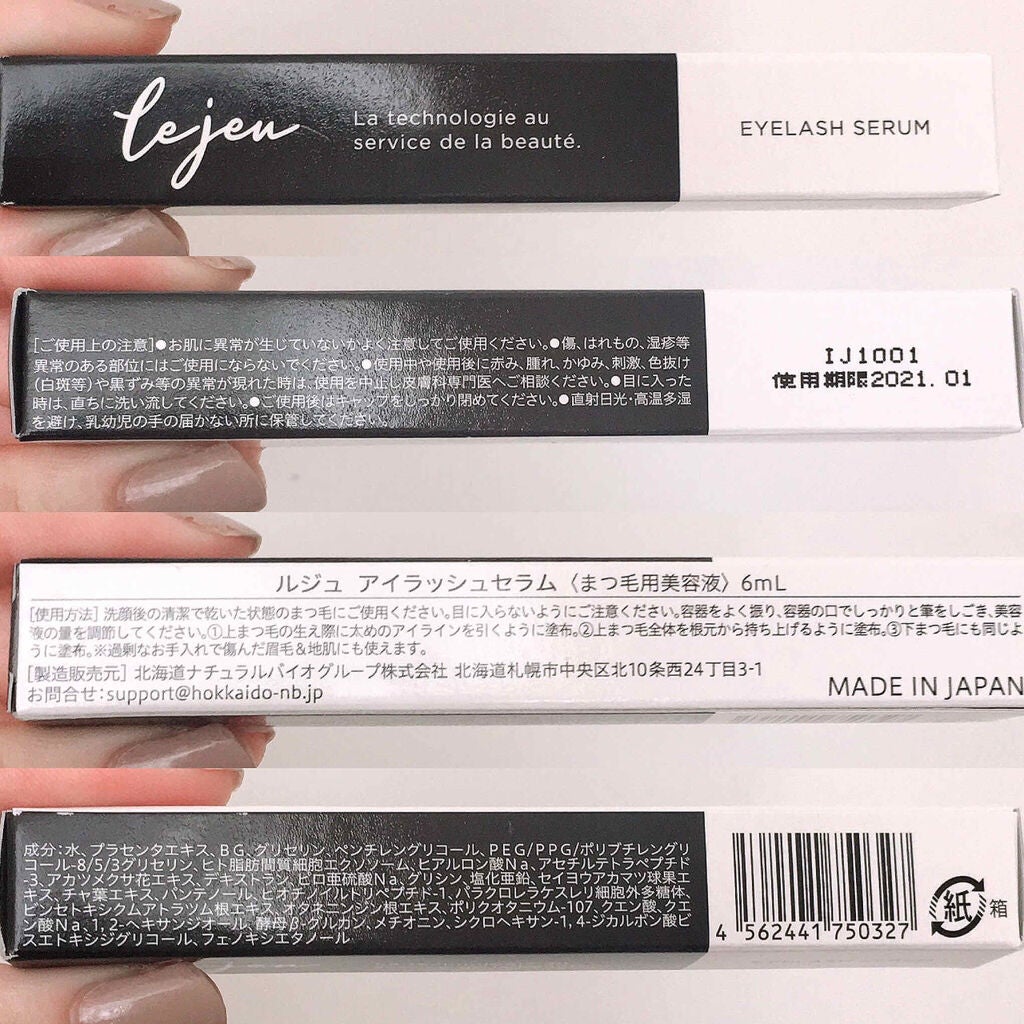 lejeu
La technologie au
service de la beauté.
EYELASH SERUM
[ご使用上の注意]●お肌に異常が生じていないかよく注意してご使用ください。●傷、はれもの、湿疹等
異常のある部位にはご使用にならないでください。●使用中や使用後に赤み、腫れ、かゆみ、刺激、色抜け
(白斑等)や黒ずみ等の異常が現れた時は、使用を中止し皮膚科専門医へご相談ください。●目に入った
時は、直ちに洗い流してください。●ご使用後はキャップをしっかり閉めてください。●直射日光・高温多湿
を避け、乳幼児の手の届かない所に保管してください。
IJ1001
使用期限2021.01
ルジュ アイラッシュセラム〈まつ毛用美容液〉6mL
[使用方法]洗顔後の清潔で乾いた状態のまつ毛にご使用ください。目に入らないようにご注意ください。容器をよく振り、容器の口でしっかりと筆をしごき、美容
液の量を調節してください。①上まつ毛の生え際に太めのアイラインを引くように塗布。②上まつ毛全体を根元から持ち上げるように塗布。③下まつ毛にも同じよ
うに塗布。※過剰なお手入れで傷んだ眉毛&地肌にも使えます。
[製造販売元]北海道ナチュラルバイオグループ株式会社 北海道札幌市中央区北10条西24丁目3-1
お問合せ:support@hokkaido-nb.jp
MADE IN JAPAN
成分:水、プラセンタエキス、BG、グリセリン、ペンチレングリコール、PEG/PPG/ポリブチレングリ
コール-8/5/3グリセリン、ヒト脂肪間質細胞エクソソーム、ヒアルロン酸Na、アセチルテトラペプチド
-3、アカツメクサ花エキス、デキストラン、ピロ亜硫酸Na、グリシン、塩化亜鉛、セイヨウアカマツ球果エ
キス、チャ葉エキス、パンテノール、ビオチノイルトリペプチド-1、パラクロレラケスレリ細胞外多糖体、
ビンセトキシクムアトラツム根エキス、オタネニンジン根エキス、ポリクオタニウム-107、クエン酸、クエ
ン酸Na、1,2-ヘキサンジオール、酵母β-グルカン、メチオニン、シクロヘキサン-1,4-ジカルボン酸ビ
スエトキシジグリコール、フェノキシエタノール
4 562441 750327
紙 箱